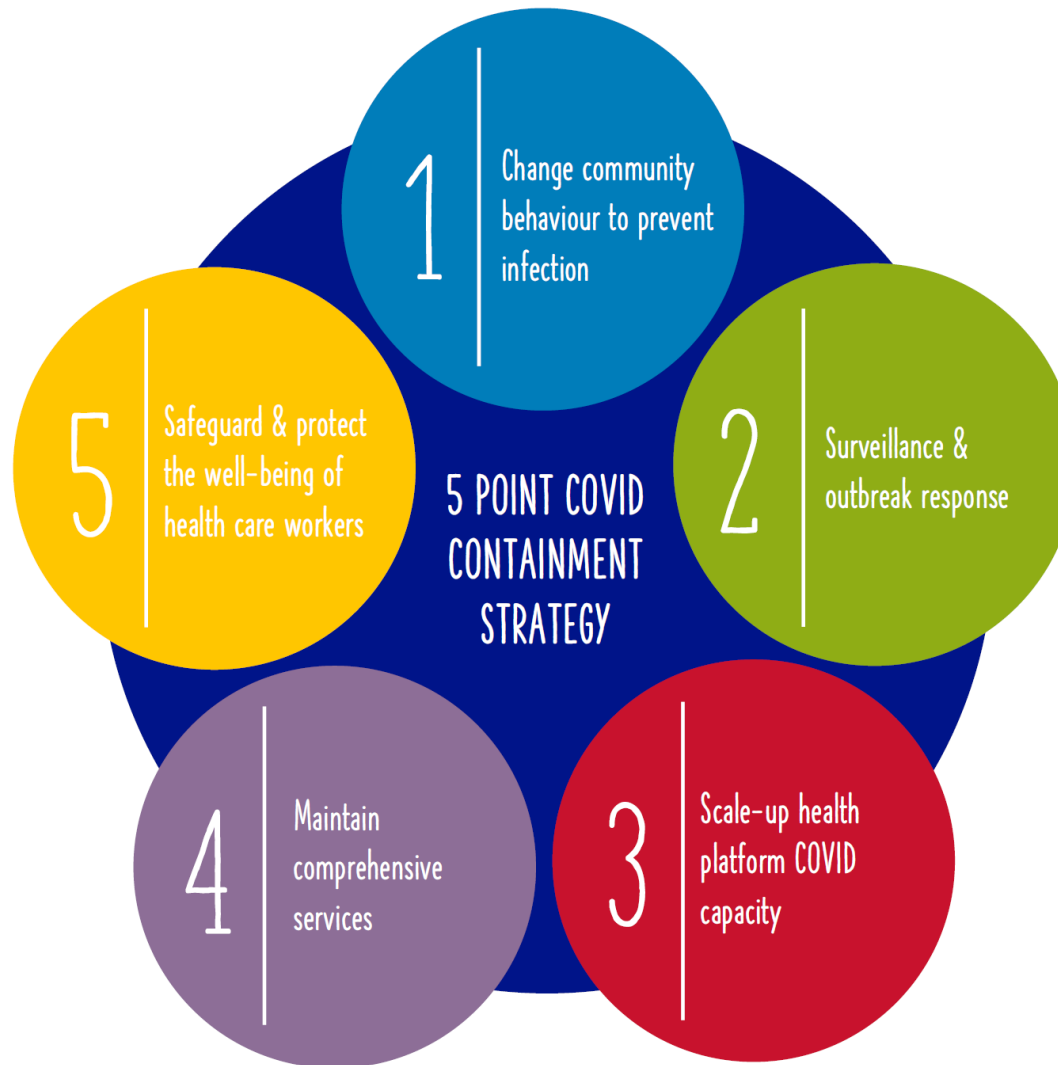 1
Change community
behaviour to prevent
infection
2
Surveillance &
outbreak response
3
Scale-up health
platform COVID
capacity
4
Maintain
comprehensive
services
5
Safeguard & protect
the well-being of
health care workers
5 POINT COVID
CONTAINMENT
STRATEGY